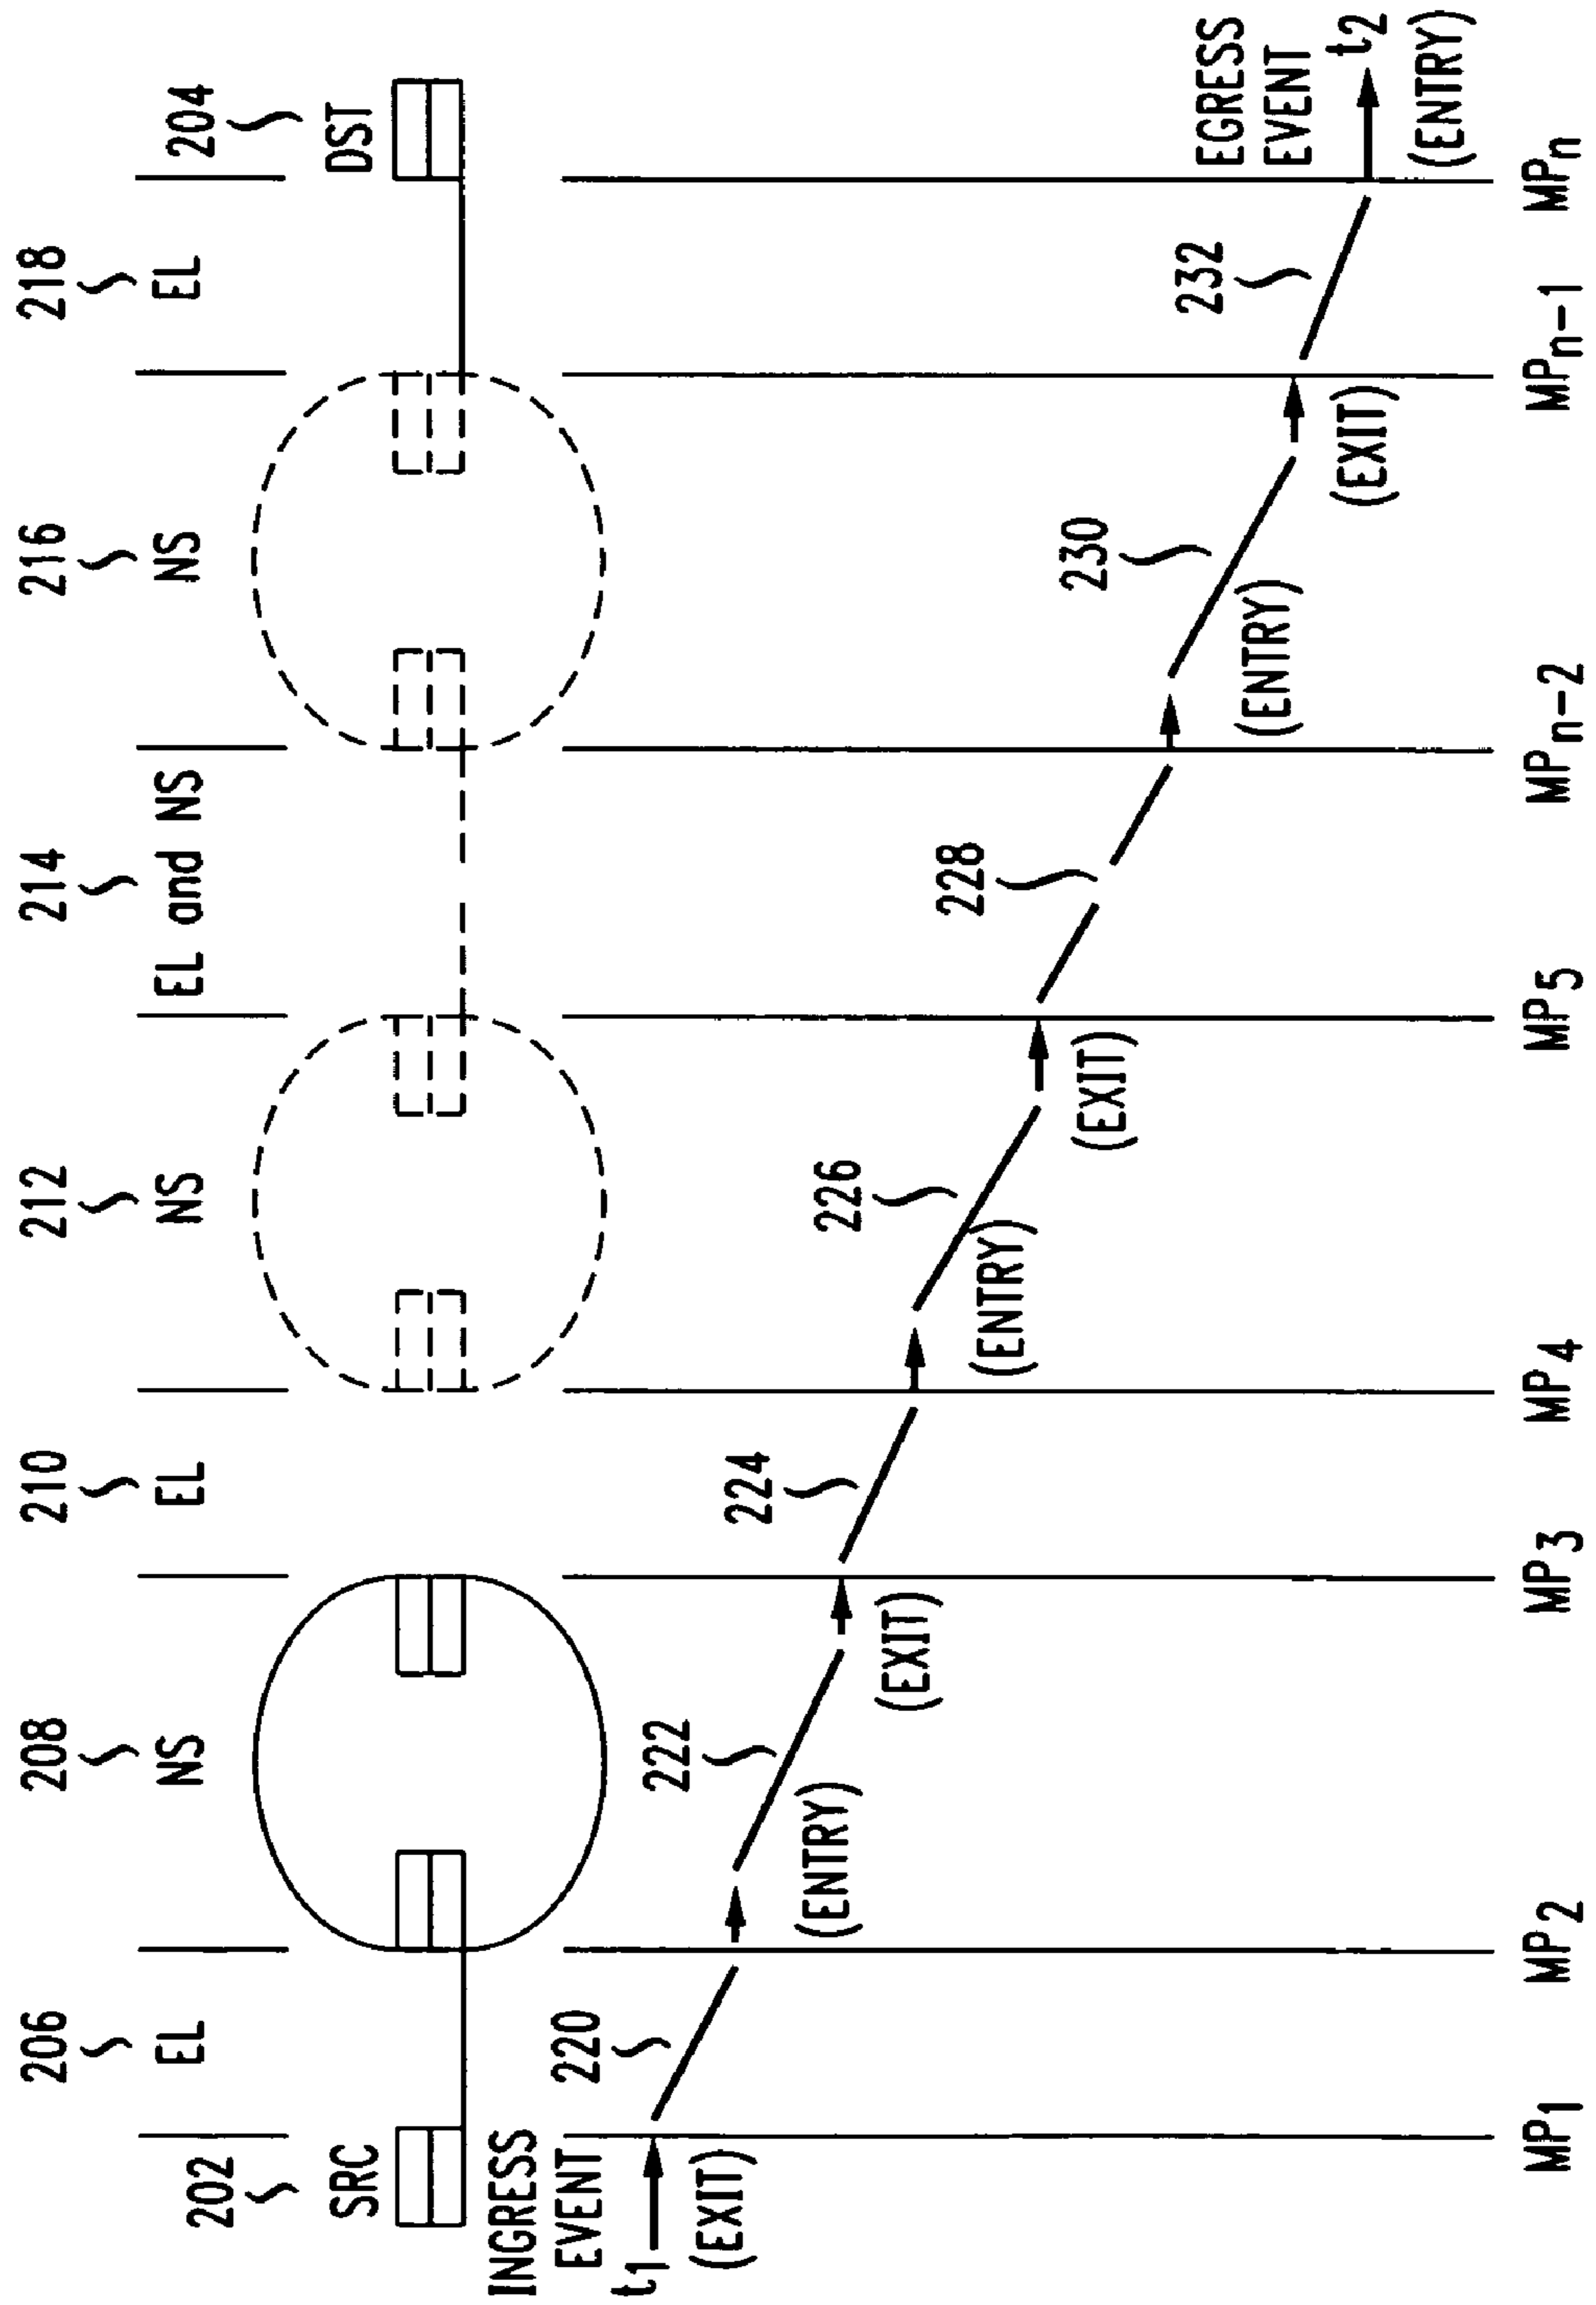 206 208 210 212 214 216 218
EL NS EL NS EL and NS NS EL
202 204
SRC DST
INGRESS
EVENT
t1
(EXIT)
220
222
(ENTRY)
(EXIT)
224
226
(ENTRY)
(EXIT)
228
230
(ENTRY)
(EXIT)
232
EGRESS
EVENT
t2
(ENTRY)
MP1 MP2 MP3 MP4 MP5 MPn-2 MPn-1 MPn